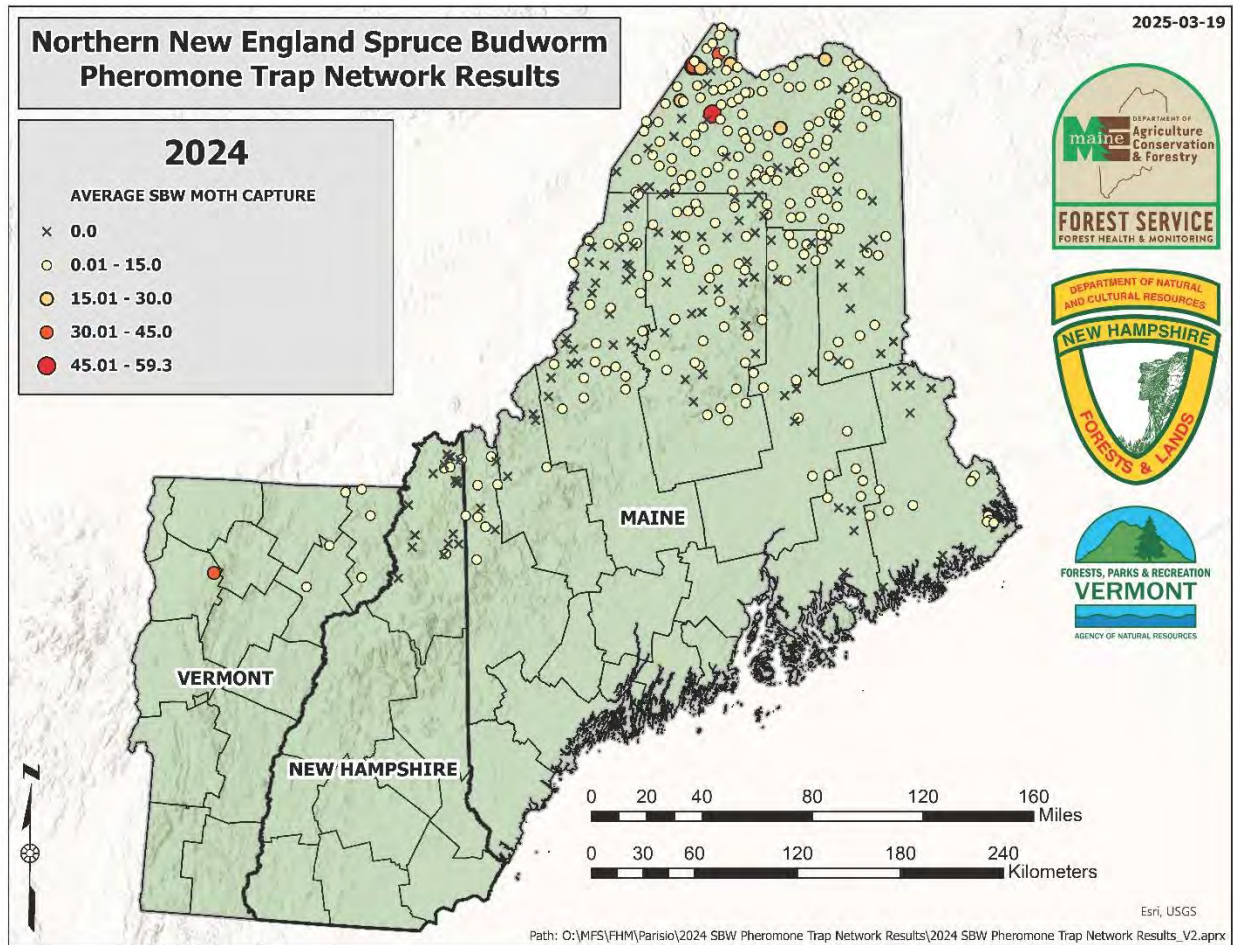 Northern New England Spruce Budworm
Pheromone Trap Network Results
2025-03-19
2024
AVERAGE SBW MOTH CAPTURE
0.0
0.01 - 15.0
15.01 - 30.0
30.01 - 45.0
45.01 - 59.3
DEPARTMENT OF
maine
Agriculture
Conservation
& Forestry
FOREST SERVICE
FOREST HEALTH & MONITORING
DEPARTMENT OF NATURAL
AND CULTURAL RESOURCES
NEW HAMPSHIRE
FORESTS & LANDS
FORESTS, PARKS & RECREATION
VERMONT
AGENCY OF NATURAL RESOURCES
MAINE
VERMONT
NEW HAMPSHIRE
N
0 20 40 80 120 160
Miles
0 30 60 120 180 240
Kilometers
Esri, USGS
Path: O:\MFS\FHM\Parisio\2024 SBW Pheromone Trap Network Results\2024 SBW Pheromone Trap Network Results_V2.aprx